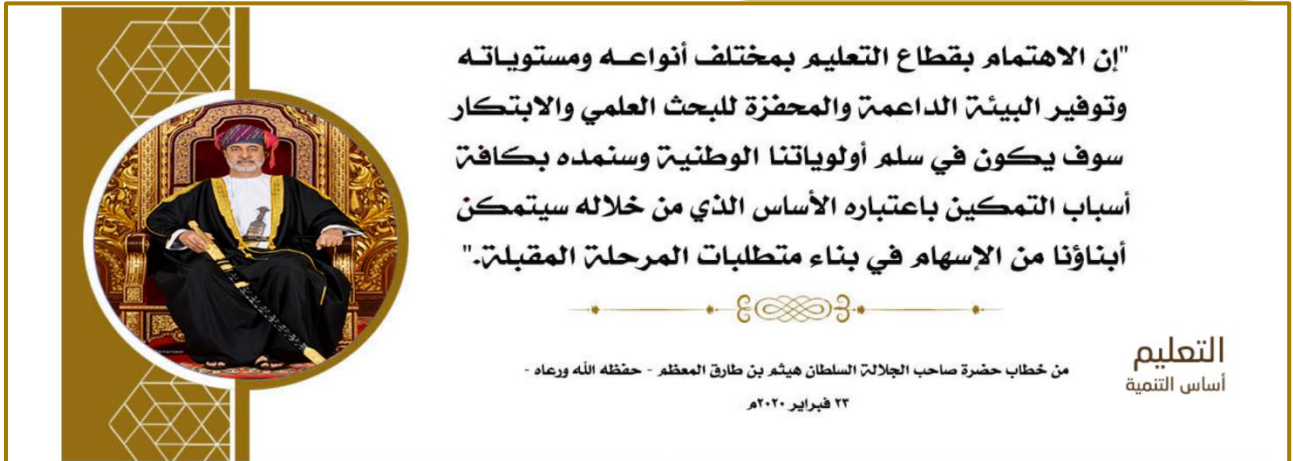 "إن الاهتمام بقطاع التعليم بمختلف أنواعـه ومستوياتـه
وتوفير البيئة الداعمة والمحفزة للبحث العلمي والابتكار
سوف يكون في سلم أولوياتنا الوطنية وسنمده بكافة
أسباب التمكين باعتباره الأساس الذي من خلاله سيتمكن
أبناؤنا من الإسهام في بناء متطلبات المرحلة المقبلة."
التعليم
أساس التنمية
من خطاب حضرة صاحب الجلالة السلطان هيثم بن طارق المعظم - حفظه الله ورعاه -
٢٣ فبراير ٢٠٢٠م